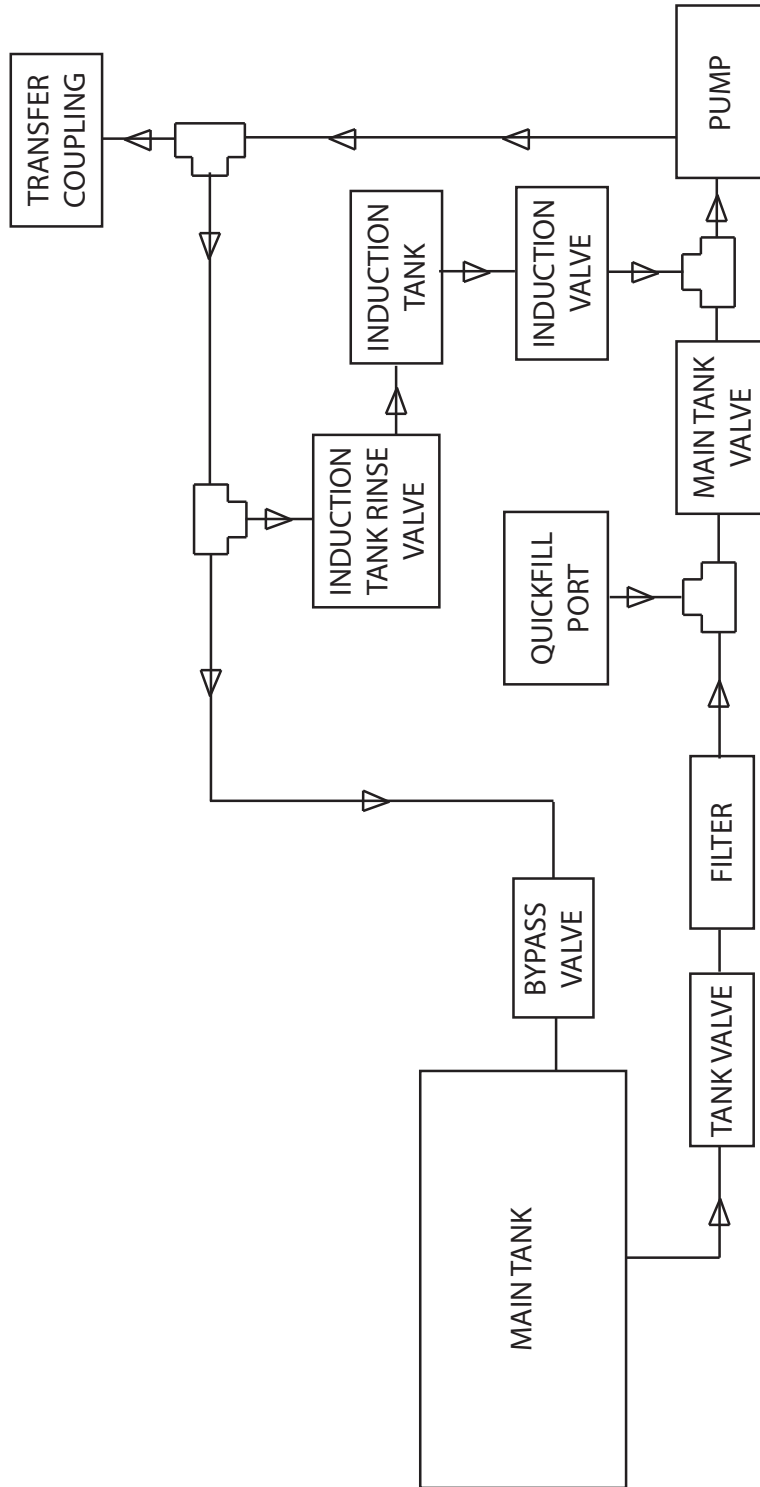 TRANSFER
COUPLING
PUMP
INDUCTION
TANK
INDUCTION
VALVE
INDUCTION
TANK RINSE
VALVE
MAIN TANK
VALVE
QUICKFILL
PORT
FILTER
BYPASS
VALVE
TANK VALVE
MAIN TANK